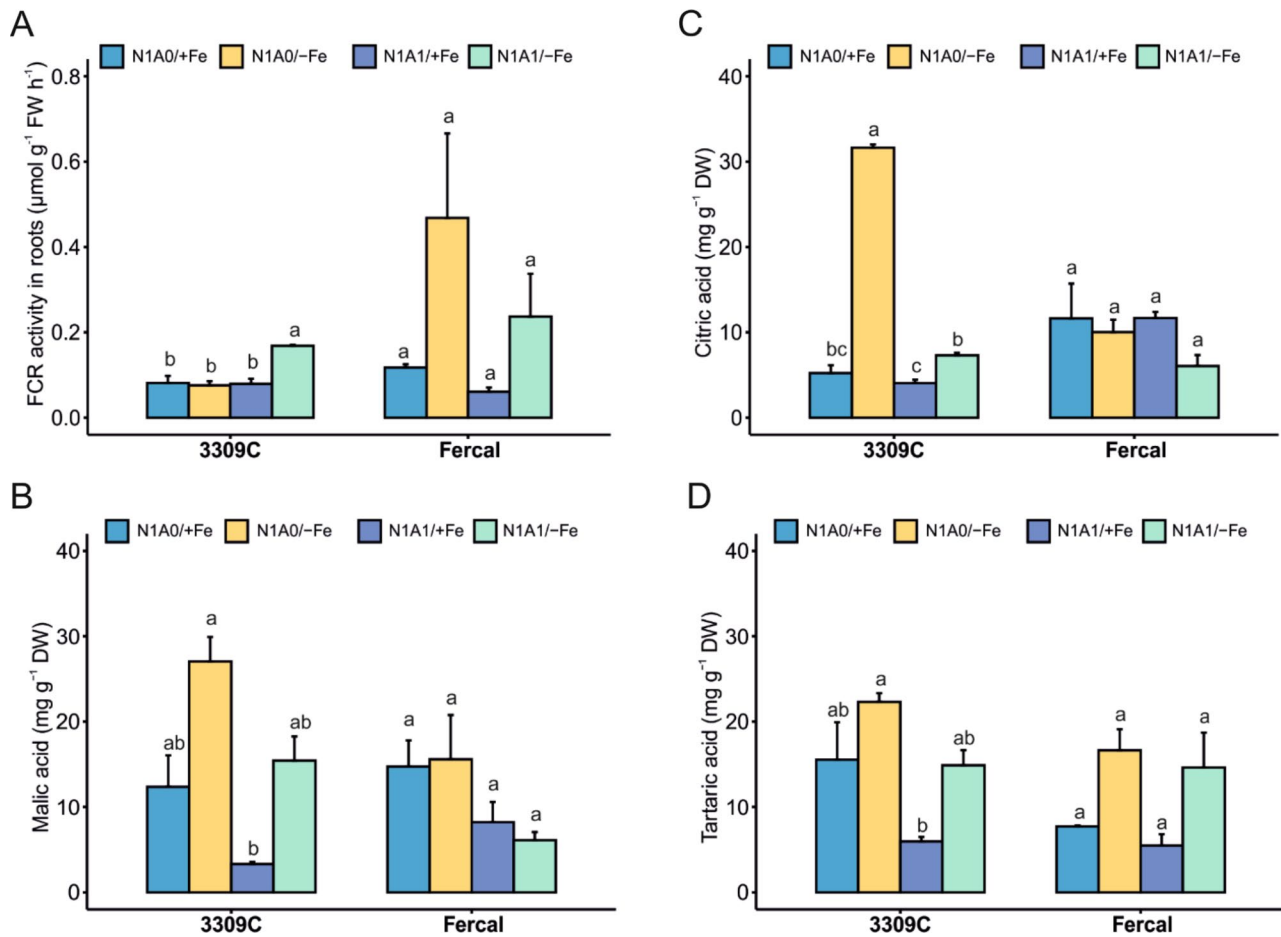 A
N1A0/+Fe N1A0/−Fe N1A1/+Fe N1A1/−Fe
FCR activity in roots (μmol g⁻¹ FW h⁻¹)
0.8
0.6
0.4
0.2
0.0
b b b a
a a a a
3309C Fercal
C
N1A0/+Fe N1A0/−Fe N1A1/+Fe N1A1/−Fe
Citric acid (mg g⁻¹ DW)
40
30
20
10
0
bc a c b
a a a a
3309C Fercal
B
N1A0/+Fe N1A0/−Fe N1A1/+Fe N1A1/−Fe
Malic acid (mg g⁻¹ DW)
40
30
20
10
0
ab a b ab
a a a a
3309C Fercal
D
N1A0/+Fe N1A0/−Fe N1A1/+Fe N1A1/−Fe
Tartaric acid (mg g⁻¹ DW)
40
30
20
10
0
ab a b ab
a a a a
3309C Fercal